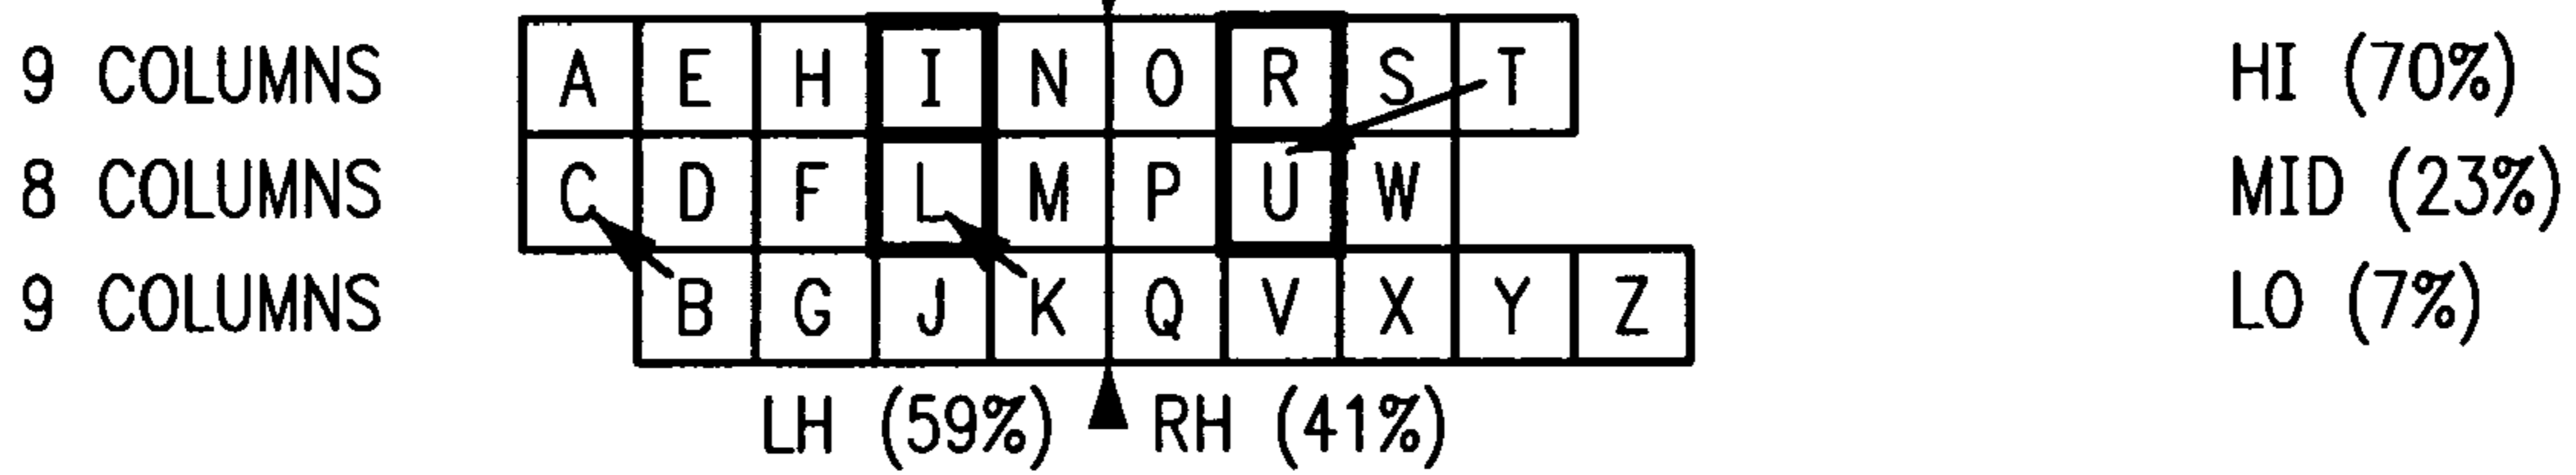 9 COLUMNS A E H I N O R S T HI (70%)
8 COLUMNS C D F L M P U W MID (23%)
9 COLUMNS B G J K Q V X Y Z LO (7%)
LH (59%) RH (41%)